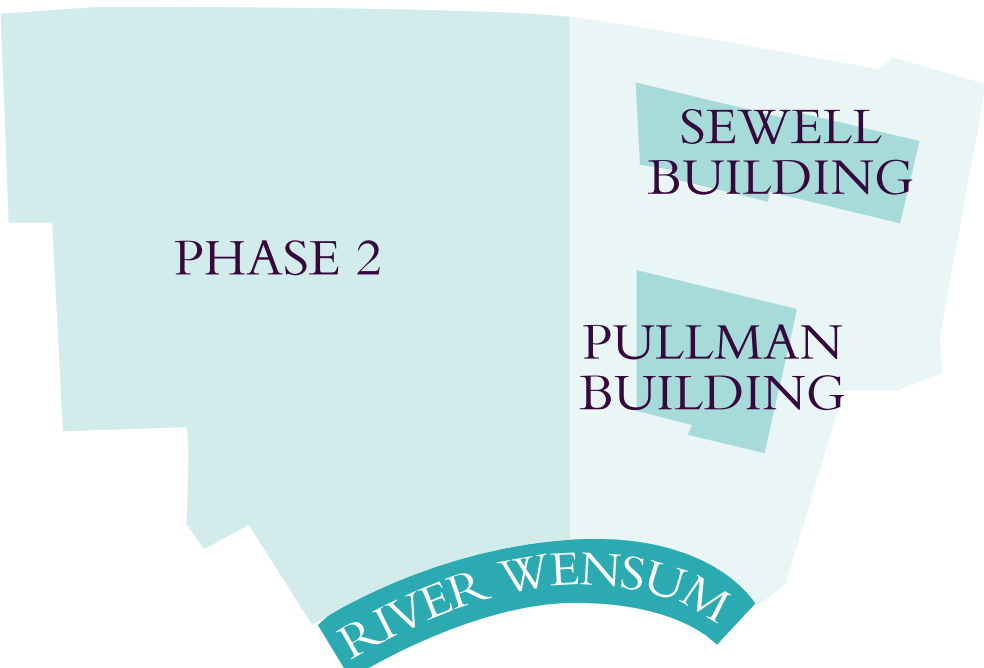 SEWELL
BUILDING
PHASE 2
PULLMAN
BUILDING
RIVER WENSUM